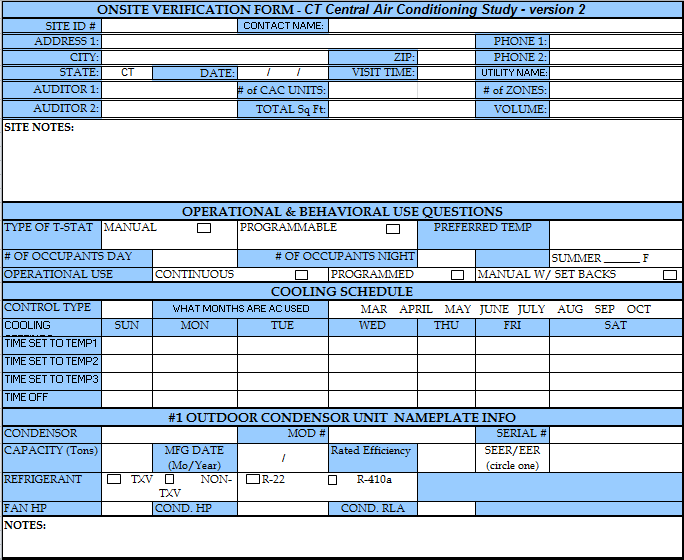 ONSITE VERIFICATION FORM - CT Central Air Conditioning Study - version 2
SITE ID # CONTACT NAME:
ADDRESS 1: PHONE 1:
CITY: ZIP: PHONE 2:
STATE: CT DATE: / / VISIT TIME: UTILITY NAME:
AUDITOR 1: # of CAC UNITS: # of ZONES:
AUDITOR 2: TOTAL Sq Ft: VOLUME:
SITE NOTES:
OPERATIONAL & BEHAVIORAL USE QUESTIONS
TYPE OF T-STAT MANUAL PROGRAMMABLE PREFERRED TEMP
# OF OCCUPANTS DAY # OF OCCUPANTS NIGHT SUMMER ______ F
OPERATIONAL USE CONTINUOUS PROGRAMMED MANUAL W/ SET BACKS
COOLING SCHEDULE
CONTROL TYPE WHAT MONTHS ARE AC USED MAR APRIL MAY JUNE JULY AUG SEP OCT
COOLING SUN MON TUE WED THU FRI SAT
TIME SET TO TEMP1
TIME SET TO TEMP2
TIME SET TO TEMP3
TIME OFF
#1 OUTDOOR CONDENSOR UNIT NAMEPLATE INFO
CONDENSOR MOD # SERIAL #
CAPACITY (Tons) MFG DATE (Mo/Year) / Rated Efficiency SEER/EER (circle one)
REFRIGERANT TXV NON-TXV R-22 R-410a
FAN HP COND. HP COND. RLA
NOTES: